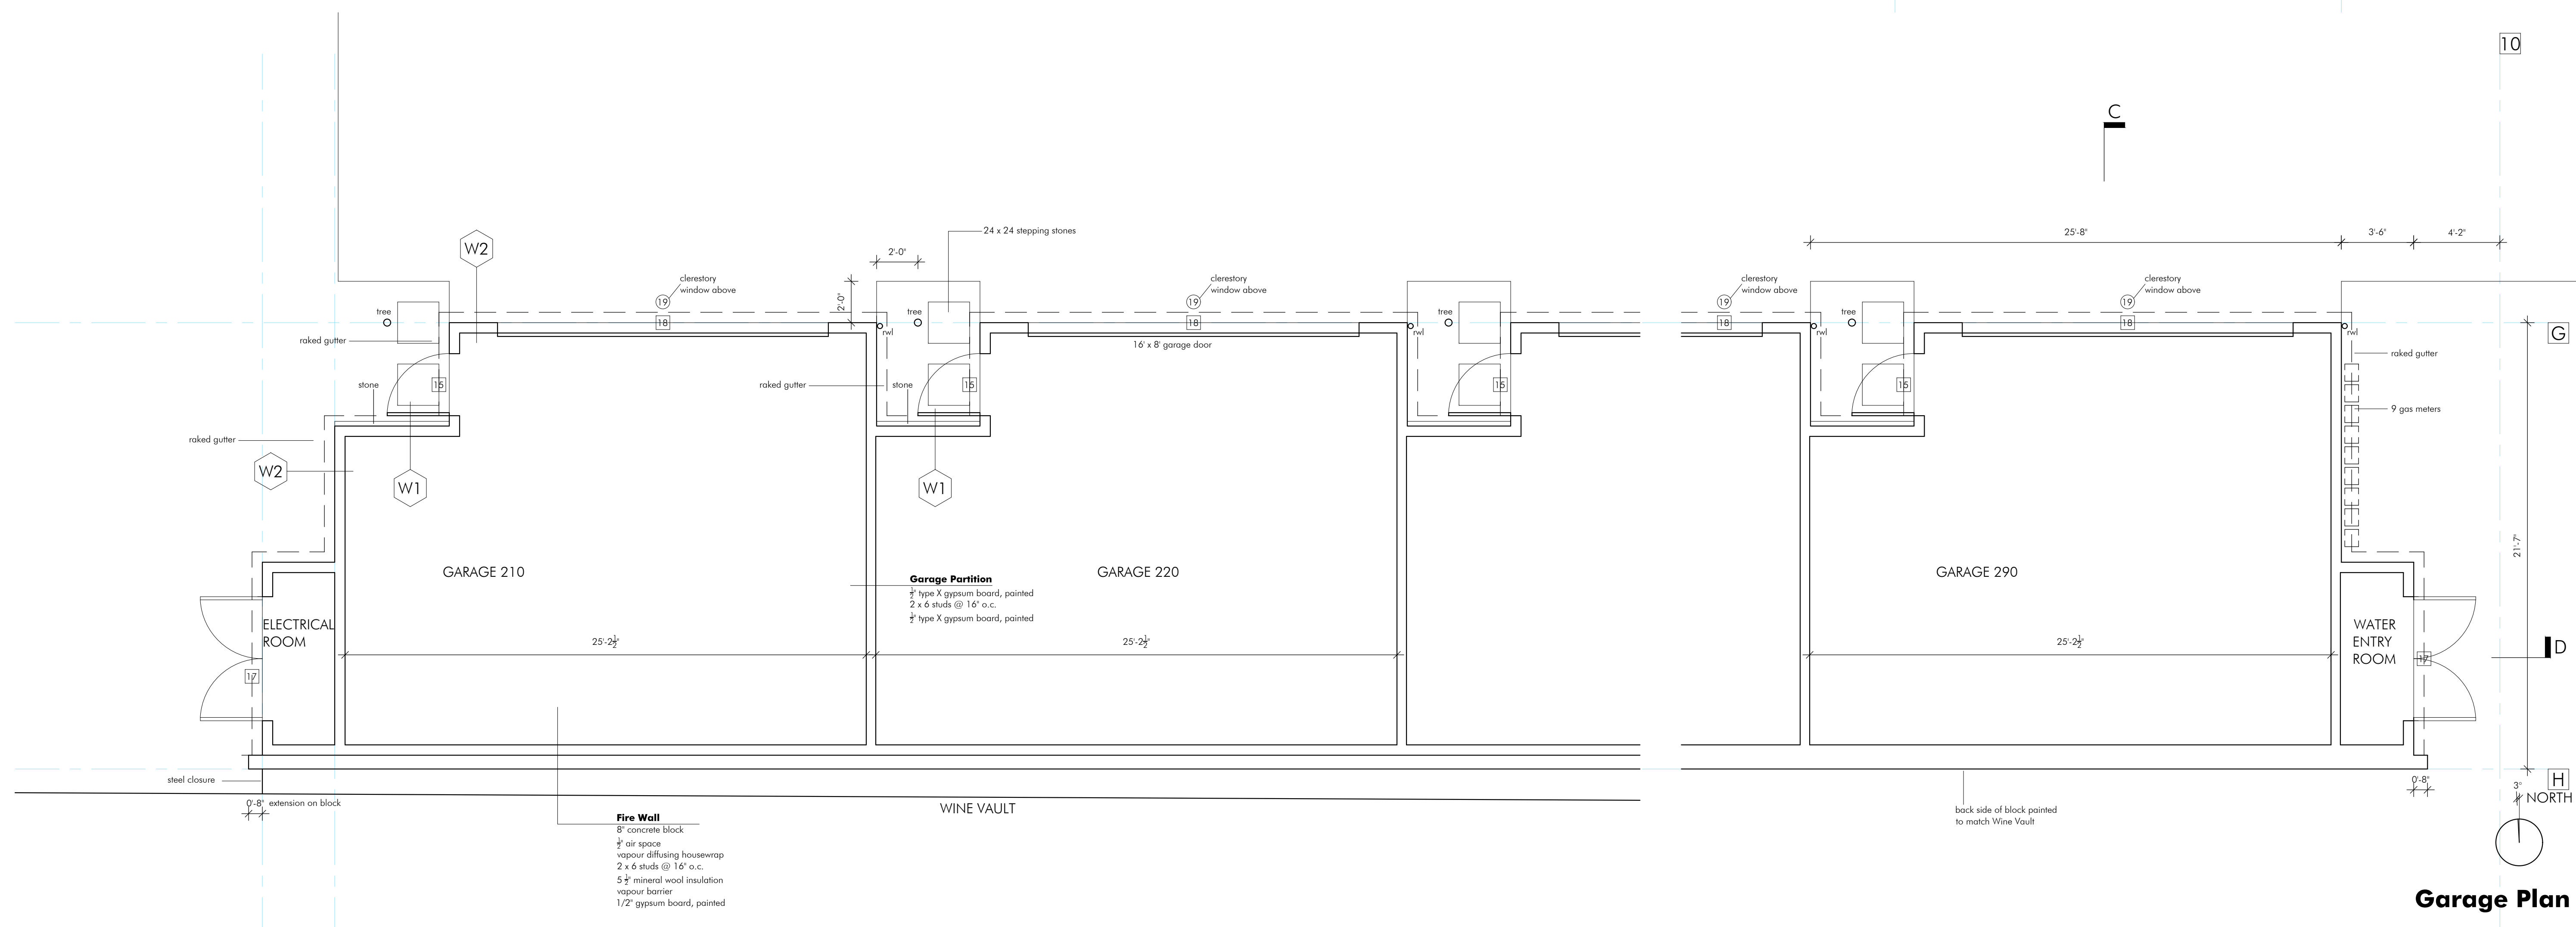 10
C
W2
24 x 24 stepping stones
2'-0"
25'-8"
3'-6"
4'-2"
clerestory
window above
19
18
2'-0"
clerestory
window above
19
18
clerestory
window above
19
18
clerestory
window above
19
18
tree
tree
tree
tree
rwl
rwl
rwl
rwl
G
raked gutter
16' x 8' garage door
raked gutter
stone
15
raked gutter
stone
15
15
15
9 gas meters
raked gutter
W2
W1
W1
21'-7"
GARAGE 210
GARAGE 220
GARAGE 290
Garage Partition
1/2" type X gypsum board, painted
2 x 6 studs @ 16" o.c.
1/2" type X gypsum board, painted
ELECTRICAL
ROOM
25'-2 1/2"
25'-2 1/2"
25'-2 1/2"
WATER
ENTRY
ROOM
17
17
D
steel closure
0'-8" extension on block
WINE VAULT
0'-8"
H
3°
NORTH
back side of block painted
to match Wine Vault
Fire Wall
8" concrete block
1/2" air space
vapour diffusing housewrap
2 x 6 studs @ 16" o.c.
5 1/2" mineral wool insulation
vapour barrier
1/2" gypsum board, painted
Garage Plan